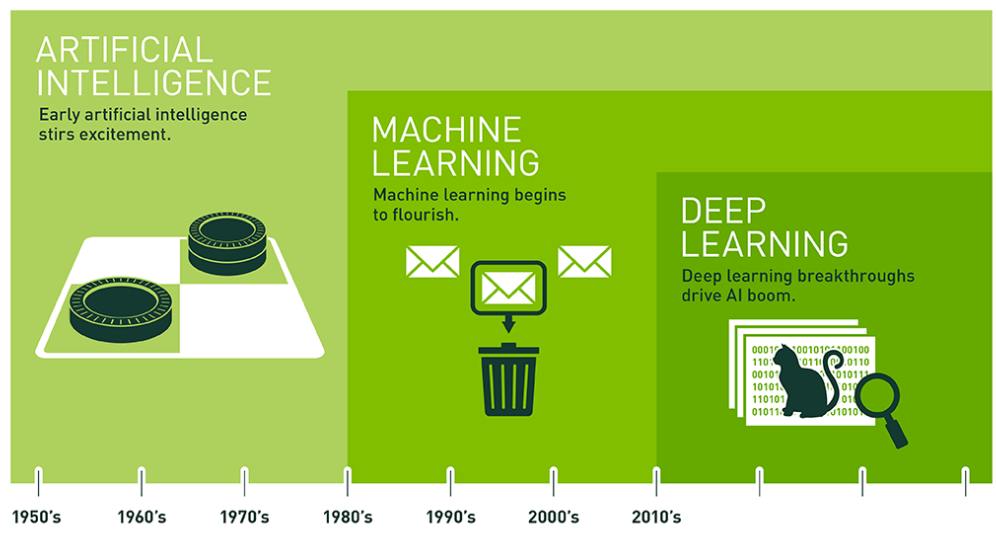 ARTIFICIAL
INTELLIGENCE
Early artificial intelligence
stirs excitement.
MACHINE
LEARNING
Machine learning begins
to flourish.
DEEP
LEARNING
Deep learning breakthroughs
drive AI boom.
1950's
1960's
1970's
1980's
1990's
2000's
2010's